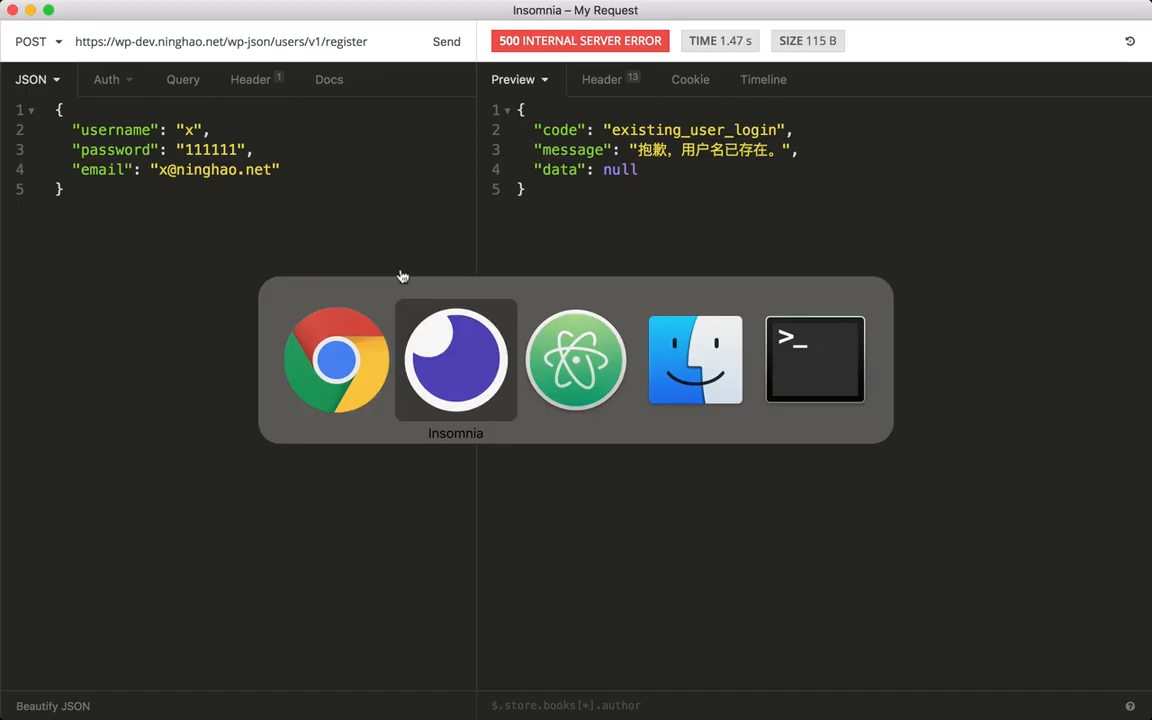 Insomnia – My Request
POST https://wp-dev.ninghao.net/wp-json/users/v1/register Send
500 INTERNAL SERVER ERROR TIME 1.47 s SIZE 115 B
JSON Auth Query Header 1 Docs
Preview Header 13 Cookie Timeline
1 {
2 "username": "x",
3 "password": "111111",
4 "email": "x@ninghao.net"
5 }
1 {
2 "code": "existing_user_login",
3 "message": "抱歉，用户名已存在。",
4 "data": null
5 }
>_
Insomnia
Beautify JSON
$.store.books[*].author
?